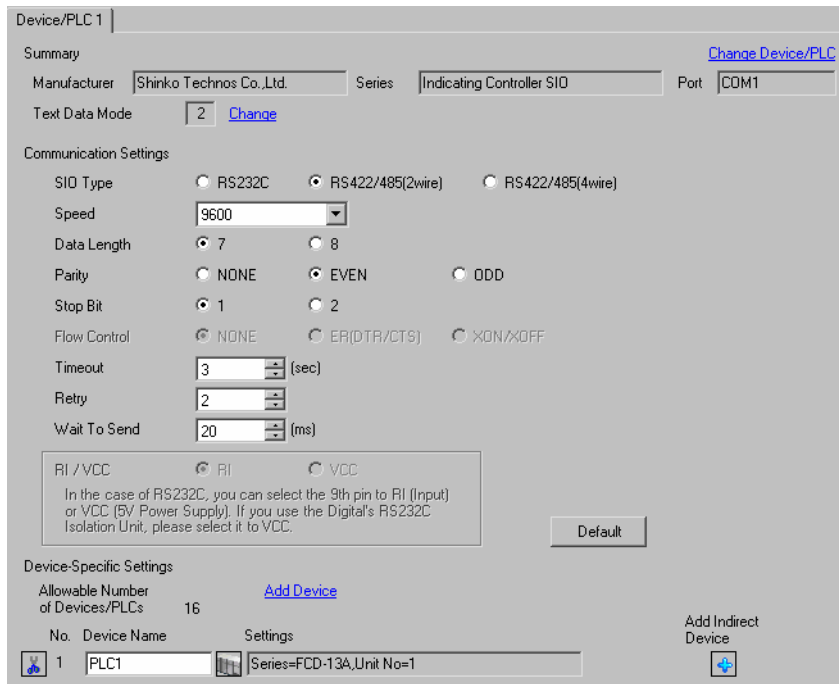 Device/PLC 1
Summary
Change Device/PLC
Manufacturer Shinko Technos Co.,Ltd. Series Indicating Controller SIO Port COM1
Text Data Mode 2 Change
Communication Settings
SIO Type RS232C RS422/485(2wire) RS422/485(4wire)
Speed 9600
Data Length 7 8
Parity NONE EVEN ODD
Stop Bit 1 2
Flow Control NONE ER(DTR/CTS) XON/XOFF
Timeout 3 (sec)
Retry 2
Wait To Send 20 (ms)
RI / VCC RI VCC
In the case of RS232C, you can select the 9th pin to RI (Input)
or VCC (5V Power Supply). If you use the Digital's RS232C
Isolation Unit, please select it to VCC.
Default
Device-Specific Settings
Allowable Number
of Devices/PLCs 16
Add Device
Add Indirect
Device
No. Device Name Settings
1 PLC1 Series=FCD-13A,Unit No=1